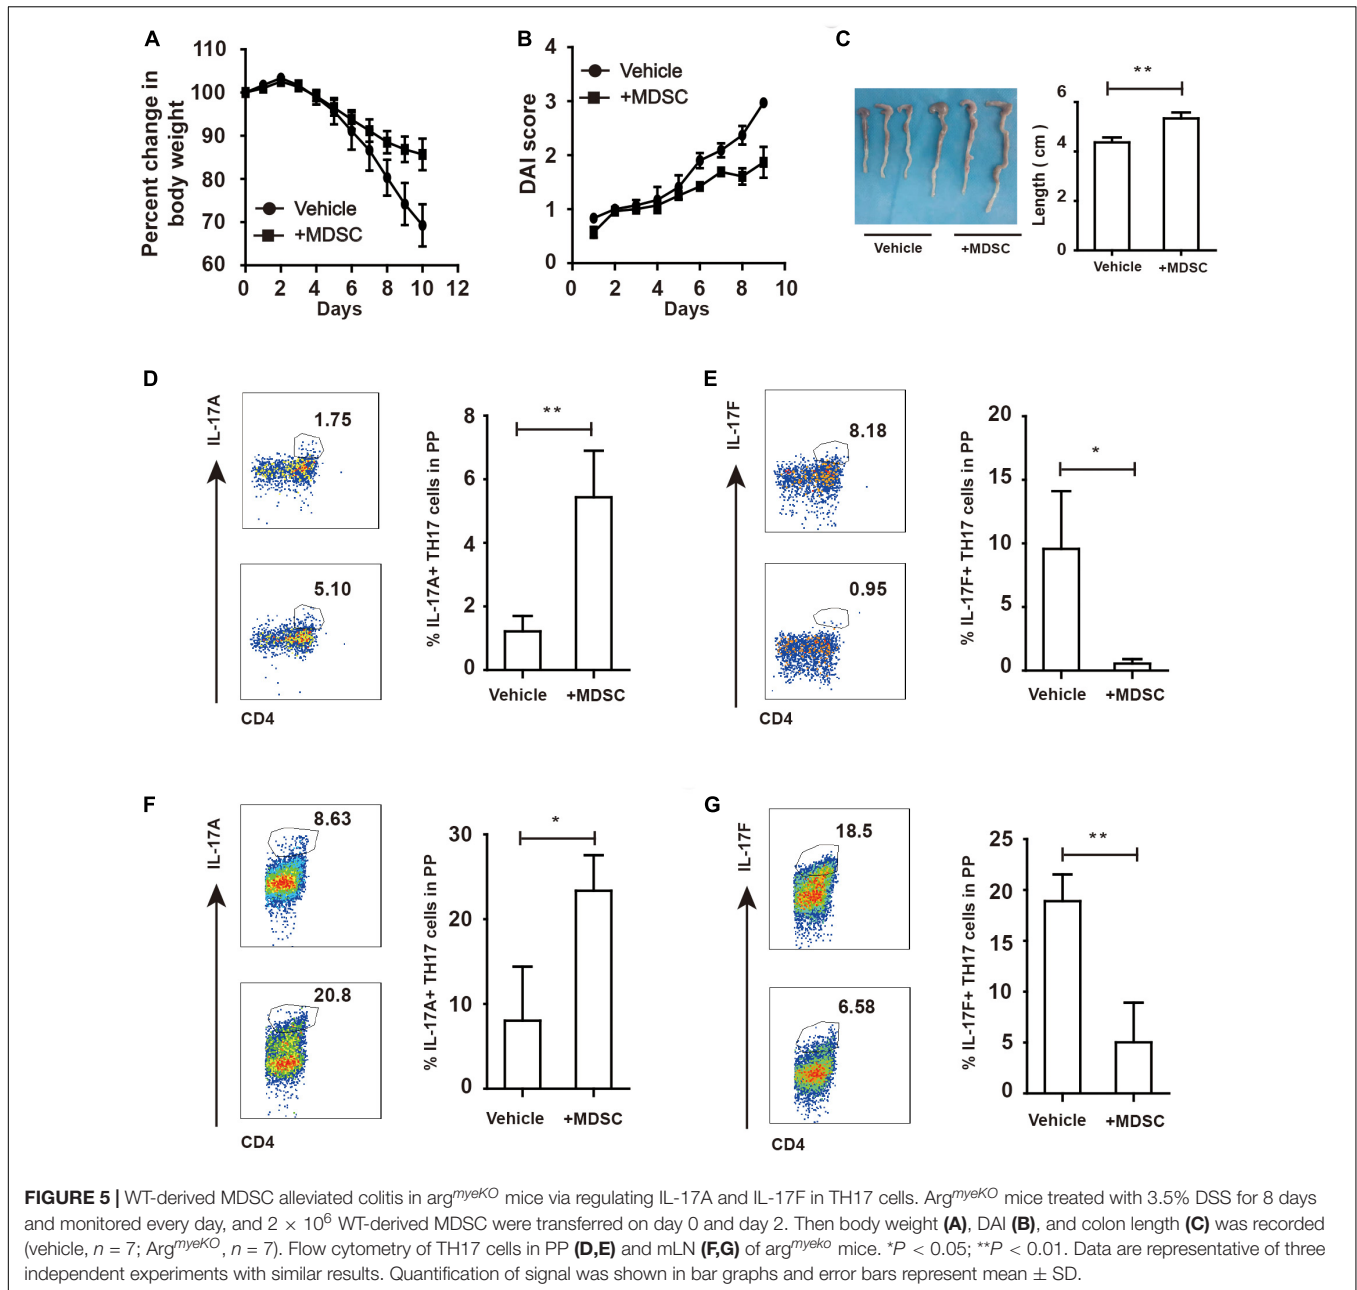 A
110
100
90
80
70
60
Percent change in
body weight
Vehicle
+MDSC
0 2 4 6 8 10 12
Days
B
4
3
2
1
0
DAI score
Vehicle
+MDSC
0 2 4 6 8 10
Days
C
Vehicle +MDSC
**
6
4
2
0
Length ( cm )
Vehicle +MDSC
D
IL-17A
1.75
5.10
CD4
**
8
6
4
2
0
% IL-17A+ TH17 cells in PP
Vehicle +MDSC
E
IL-17F
8.18
0.95
CD4
*
20
15
10
5
0
% IL-17F+ TH17 cells in PP
Vehicle +MDSC
F
IL-17A
8.63
20.8
CD4
*
30
20
10
0
% IL-17A+ TH17 cells in PP
Vehicle +MDSC
G
IL-17F
18.5
6.58
CD4
**
25
20
15
10
5
0
% IL-17F+ TH17 cells in PP
Vehicle +MDSC
FIGURE 5 | WT-derived MDSC alleviated colitis in arg^myeKO mice via regulating IL-17A and IL-17F in TH17 cells. Arg^myeKO mice treated with 3.5% DSS for 8 days
and monitored every day, and 2 × 10⁶ WT-derived MDSC were transferred on day 0 and day 2. Then body weight (A), DAI (B), and colon length (C) was recorded
(vehicle, n = 7; Arg^myeKO, n = 7). Flow cytometry of TH17 cells in PP (D,E) and mLN (F,G) of arg^myeko mice. *P < 0.05; **P < 0.01. Data are representative of three
independent experiments with similar results. Quantification of signal was shown in bar graphs and error bars represent mean ± SD.